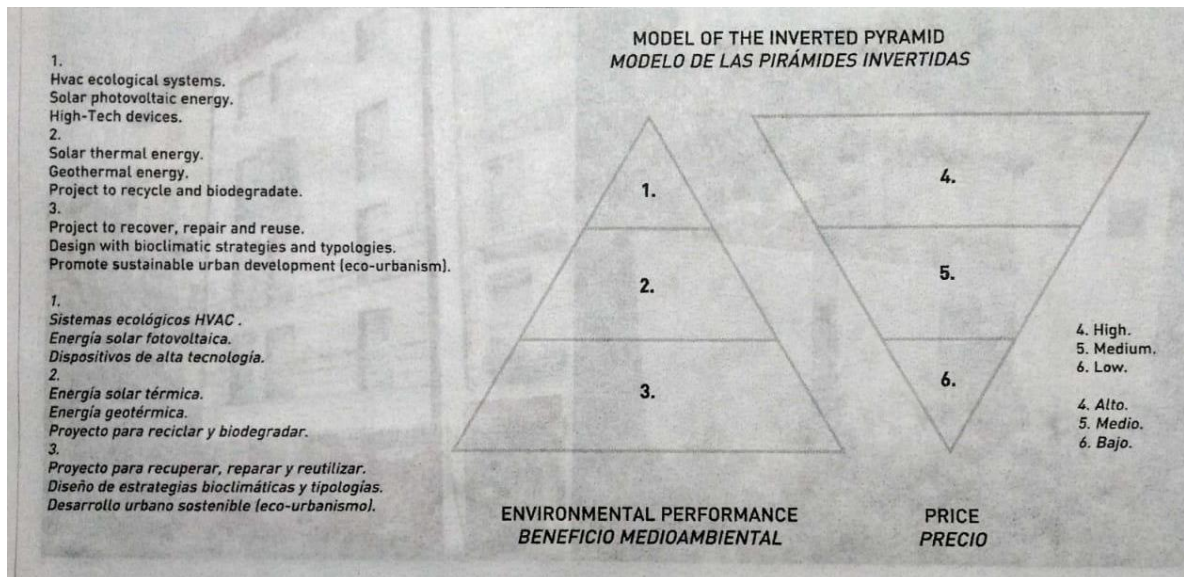 1.
Hvac ecological systems.
Solar photovoltaic energy.
High-Tech devices.
2.
Solar thermal energy.
Geothermal energy.
Project to recycle and biodegradate.
3.
Project to recover, repair and reuse.
Design with bioclimatic strategies and typologies.
Promote sustainable urban development (eco-urbanism).
1.
Sistemas ecológicos HVAC .
Energía solar fotovoltaica.
Dispositivos de alta tecnología.
2.
Energía solar térmica.
Energía geotérmica.
Proyecto para reciclar y biodegradar.
3.
Proyecto para recuperar, reparar y reutilizar.
Diseño de estrategias bioclimáticas y tipologías.
Desarrollo urbano sostenible (eco-urbanismo).
MODEL OF THE INVERTED PYRAMID
MODELO DE LAS PIRÁMIDES INVERTIDAS
1.
2.
3.
ENVIRONMENTAL PERFORMANCE
BENEFICIO MEDIOAMBIENTAL
4.
5.
6.
PRICE
PRECIO
4. High.
5. Medium.
6. Low.
4. Alto.
5. Medio.
6. Bajo.